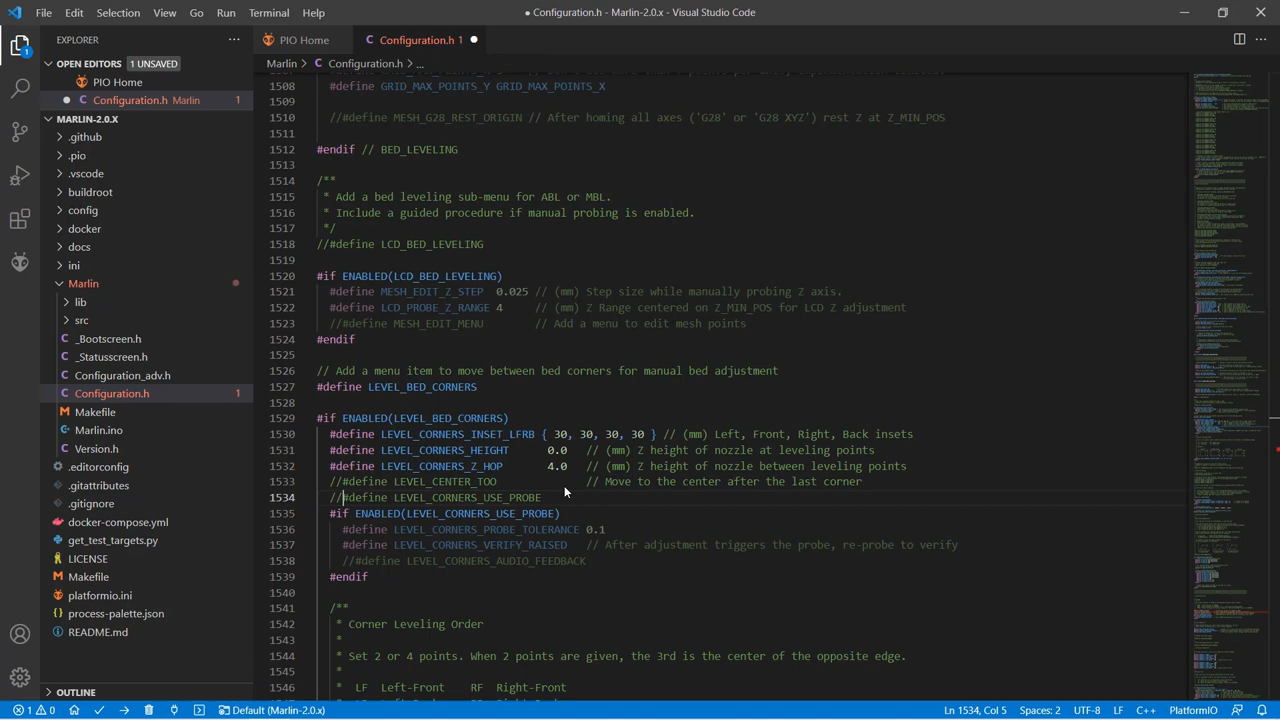 File Edit Selection View Go Run Terminal Help
● Configuration.h - Marlin-2.0.x - Visual Studio Code
EXPLORER
OPEN EDITORS 1 UNSAVED
PIO Home
Configuration.h Marlin 1
MARLIN-2.0.X
.github
.pio
.vscode
buildroot
config
docker
docs
ini
Marlin
lib
src
_Bootscreen.h
_Statusscreen.h
Configuration_adv.h
Configuration.h 1
Makefile
Marlin.ino
Version.h
.editorconfig
.gitattributes
.gitignore
docker-compose.yml
get_test_targets.py
LICENSE
Makefile
platformio.ini
process-palette.json
README.md
OUTLINE
PIO Home
Configuration.h 1
Marlin > Configuration.h > ...
1508 #define GRID_MAX_POINTS_Y GRID_MAX_POINTS_X
1509
1510 //#define MESH_G28_REST_ORIGIN // After homing all axes ('G28' or 'G28 XYZ') rest Z at Z_MIN_POS
1511
1512 #endif // BED_LEVELING
1513
1514 /**
1515 * Add a bed leveling sub-menu for ABL or MBL.
1516 * Include a guided procedure if manual probing is enabled.
1517 */
1518 //#define LCD_BED_LEVELING
1519
1520 #if ENABLED(LCD_BED_LEVELING)
1521 #define MESH_EDIT_Z_STEP 0.025 // (mm) Step size while manually probing Z axis.
1522 #define LCD_PROBE_Z_RANGE 4 // (mm) Z Range centered on Z_MIN_POS for LCD Z adjustment
1523 //#define MESH_EDIT_MENU // Add a menu to edit mesh points
1524 #endif
1525
1526 // Add a menu item to move between bed corners for manual bed adjustment
1527 #define LEVEL_BED_CORNERS
1528
1529 #if ENABLED(LEVEL_BED_CORNERS)
1530 #define LEVEL_CORNERS_INSET_LFRB { 30, 30, 30, 30 } // (mm) Left, Front, Right, Back insets
1531 #define LEVEL_CORNERS_HEIGHT 0.0 // (mm) Z height of nozzle at leveling points
1532 #define LEVEL_CORNERS_Z_HOP 4.0 // (mm) Z height of nozzle between leveling points
1533 //#define LEVEL_CENTER_TOO // Move to the center after the last corner
1534 //#define LEVEL_CORNERS_USE_PROBE
1535 #if ENABLED(LEVEL_CORNERS_USE_PROBE)
1536 #define LEVEL_CORNERS_PROBE_TOLERANCE 0.1
1537 #define LEVEL_CORNERS_VERIFY_RAISED // After adjustment triggers the probe, re-probe to verify
1538 //#define LEVEL_CORNERS_AUDIO_FEEDBACK
1539 #endif
1540
1541 /**
1542 * Corner Leveling Order
1543 *
1544 * Set 2 or 4 points. When 2 points are given, the 3rd is the center of the opposite edge.
1545 *
1546 * LF Left-Front RF Right-Front
1 0 Default (Marlin-2.0.x) Ln 1534, Col 5 Spaces: 2 UTF-8 LF C++ PlatformIO